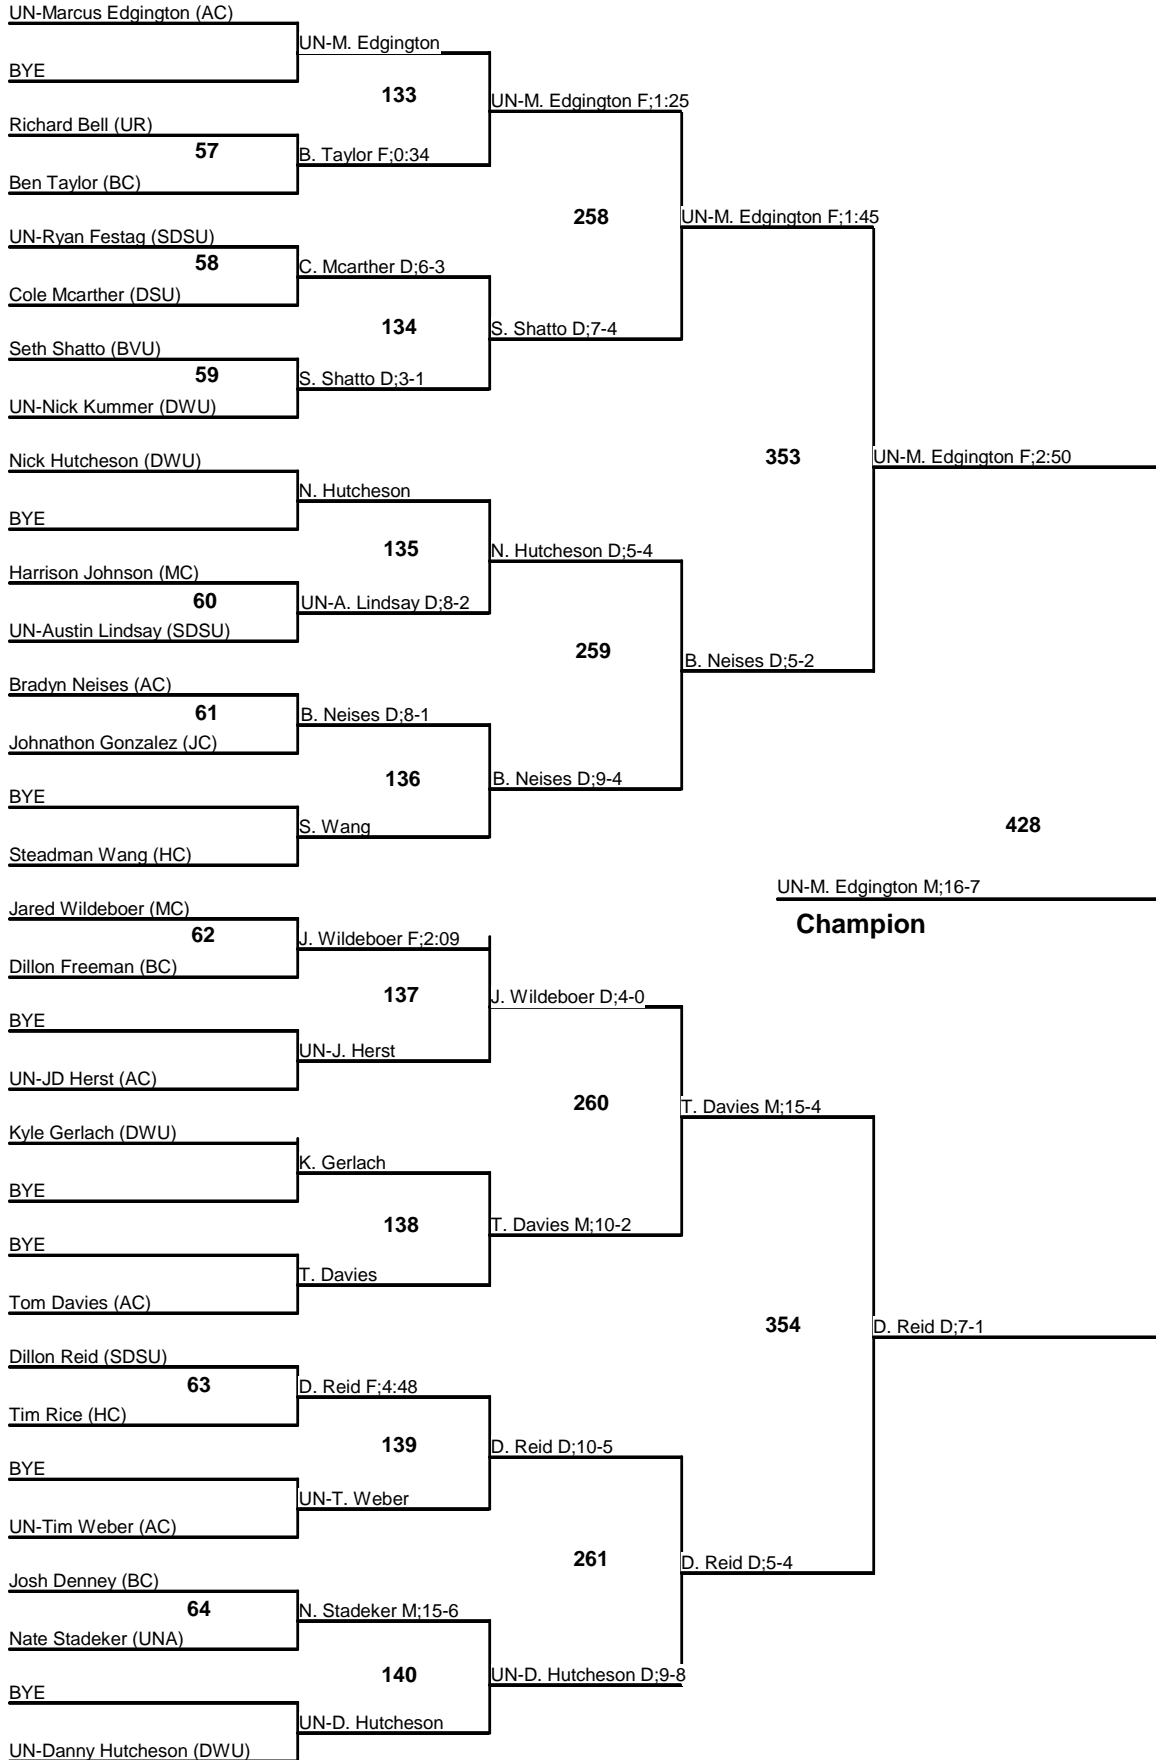 UN-Marcus Edgington (AC)
UN-M. Edgington
BYE
133
UN-M. Edgington F;1:25
Richard Bell (UR)
57
B. Taylor F;0:34
Ben Taylor (BC)
258
UN-M. Edgington F;1:45
UN-Ryan Festag (SDSU)
58
C. Mcarther D;6-3
Cole Mcarther (DSU)
134
S. Shatto D;7-4
Seth Shatto (BVU)
59
S. Shatto D;3-1
UN-Nick Kummer (DWU)
353
UN-M. Edgington F;2:50
Nick Hutcheson (DWU)
N. Hutcheson
BYE
135
N. Hutcheson D;5-4
Harrison Johnson (MC)
60
UN-A. Lindsay D;8-2
UN-Austin Lindsay (SDSU)
259
B. Neises D;5-2
Bradyn Neises (AC)
61
B. Neises D;8-1
Johnathon Gonzalez (JC)
136
B. Neises D;9-4
BYE
S. Wang
428
Steadman Wang (HC)
UN-M. Edgington M;16-7
Champion
Jared Wildeboer (MC)
62
J. Wildeboer F;2:09
Dillon Freeman (BC)
137
J. Wildeboer D;4-0
BYE
UN-J. Herst
UN-JD Herst (AC)
260
T. Davies M;15-4
Kyle Gerlach (DWU)
K. Gerlach
BYE
138
T. Davies M;10-2
BYE
T. Davies
Tom Davies (AC)
354
D. Reid D;7-1
Dillon Reid (SDSU)
63
D. Reid F;4:48
Tim Rice (HC)
139
D. Reid D;10-5
BYE
UN-T. Weber
UN-Tim Weber (AC)
261
D. Reid D;5-4
Josh Denney (BC)
64
N. Stadeker M;15-6
Nate Stadeker (UNA)
140
UN-D. Hutcheson D;9-8
BYE
UN-D. Hutcheson
UN-Danny Hutcheson (DWU)